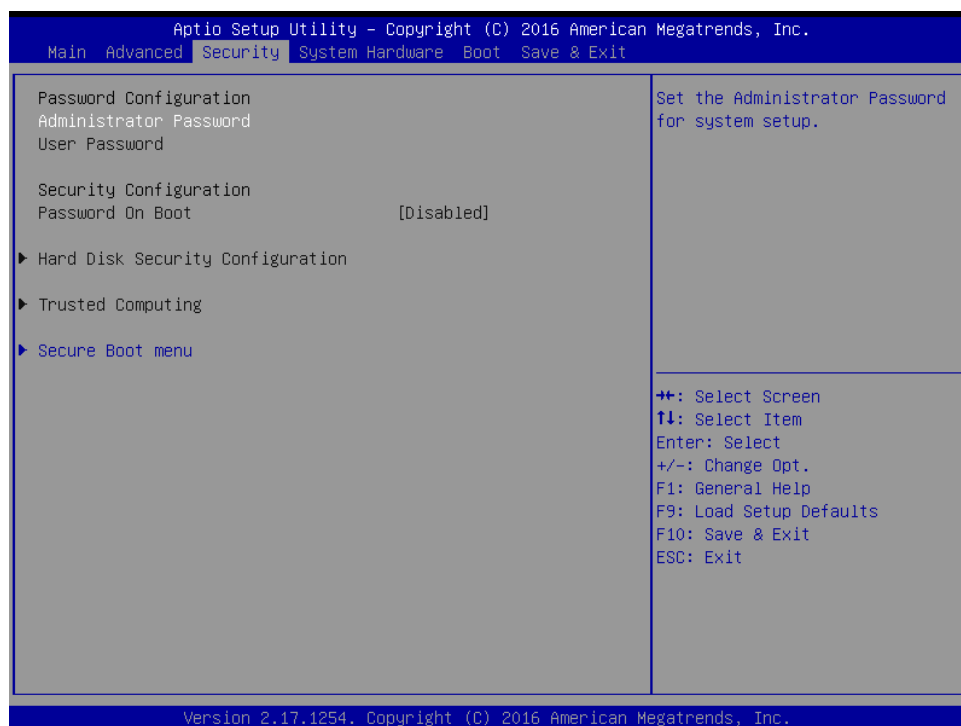 Aptio Setup Utility – Copyright (C) 2016 American Megatrends, Inc.
Main Advanced Security System Hardware Boot Save & Exit
Password Configuration
Administrator Password
User Password
Security Configuration
Password On Boot [Disabled]
Hard Disk Security Configuration
Trusted Computing
Secure Boot menu
Set the Administrator Password
for system setup.
→←: Select Screen
↑↓: Select Item
Enter: Select
+/-: Change Opt.
F1: General Help
F9: Load Setup Defaults
F10: Save & Exit
ESC: Exit
Version 2.17.1254. Copyright (C) 2016 American Megatrends, Inc.